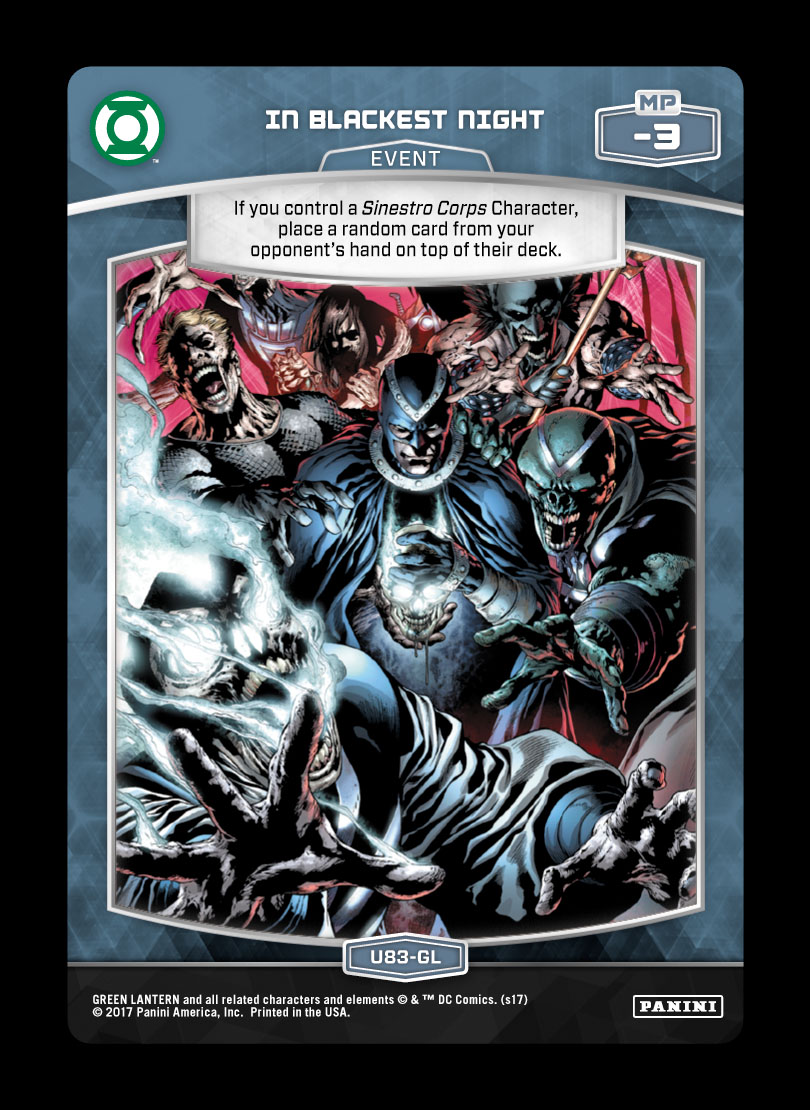 IN BLACKEST NIGHT
MP
-3
EVENT
™
If you control a Sinestro Corps Character,
place a random card from your
opponent's hand on top of their deck.
U83-GL
GREEN LANTERN and all related characters and elements © & ™ DC Comics. (s17)
© 2017 Panini America, Inc. Printed in the USA.
PANINI